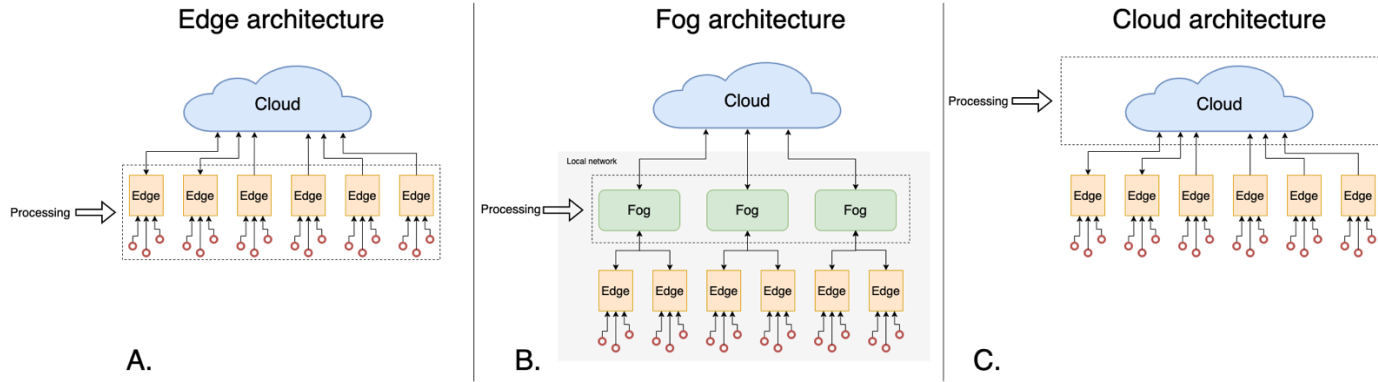 Edge architecture
Cloud
Processing
Edge Edge Edge Edge Edge Edge
A.
Fog architecture
Cloud
Local network
Processing
Fog Fog Fog
Edge Edge Edge Edge Edge Edge
B.
Cloud architecture
Processing
Cloud
Edge Edge Edge Edge Edge Edge
C.